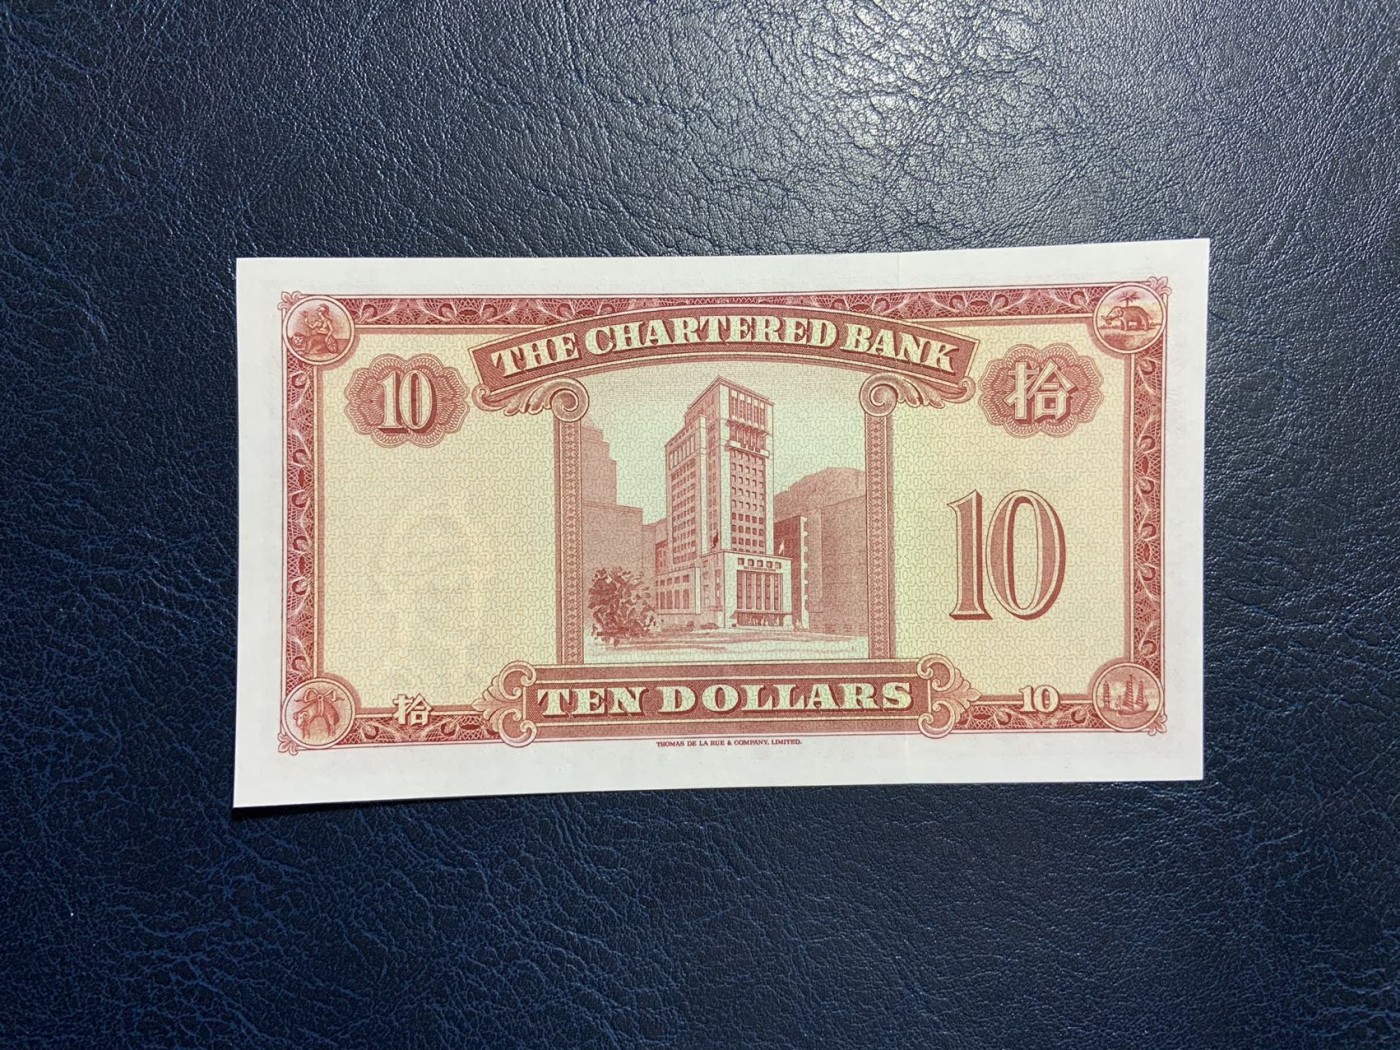 THE CHARTERED BANK
10
拾
10
拾
TEN DOLLARS
10
THOMAS DE LA RUE & COMPANY, LIMITED.